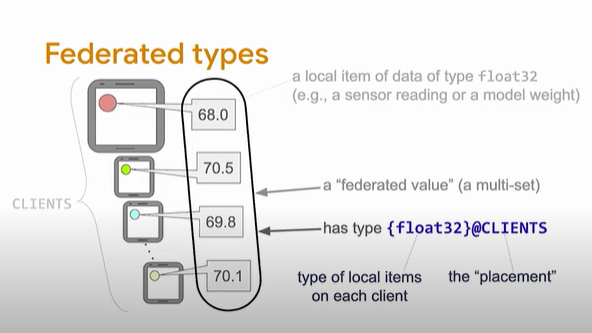 Federated types
a local item of data of type float32
(e.g., a sensor reading or a model weight)
68.0
70.5
a “federated value” (a multi-set)
CLIENTS
69.8
has type {float32}@CLIENTS
70.1
type of local items
on each client
the “placement”